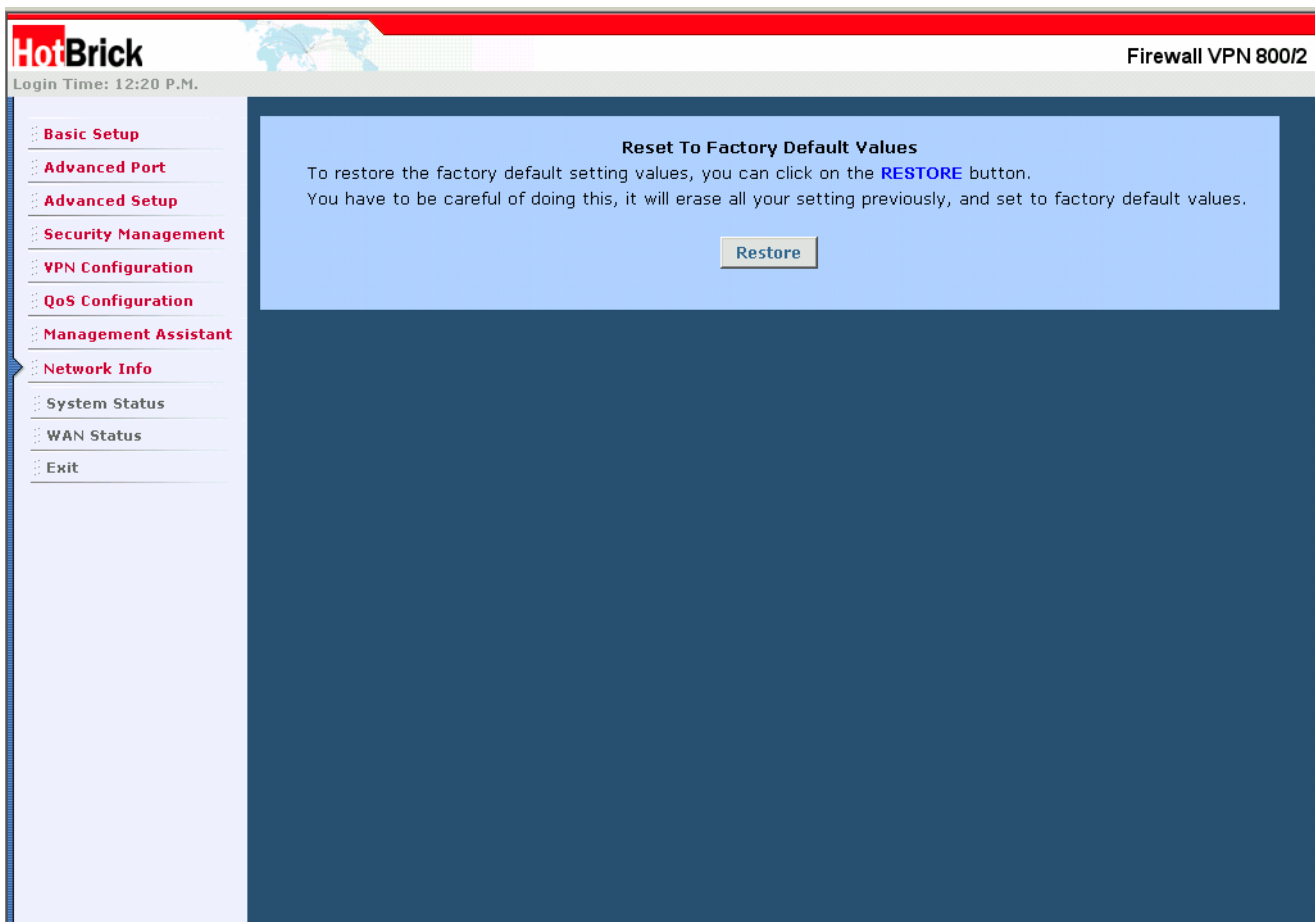 HotBrick
Firewall VPN 800/2
Login Time: 12:20 P.M.
Basic Setup
Advanced Port
Advanced Setup
Security Management
VPN Configuration
QoS Configuration
Management Assistant
Network Info
System Status
WAN Status
Exit
Reset To Factory Default Values
To restore the factory default setting values, you can click on the RESTORE button.
You have to be careful of doing this, it will erase all your setting previously, and set to factory default values.
Restore